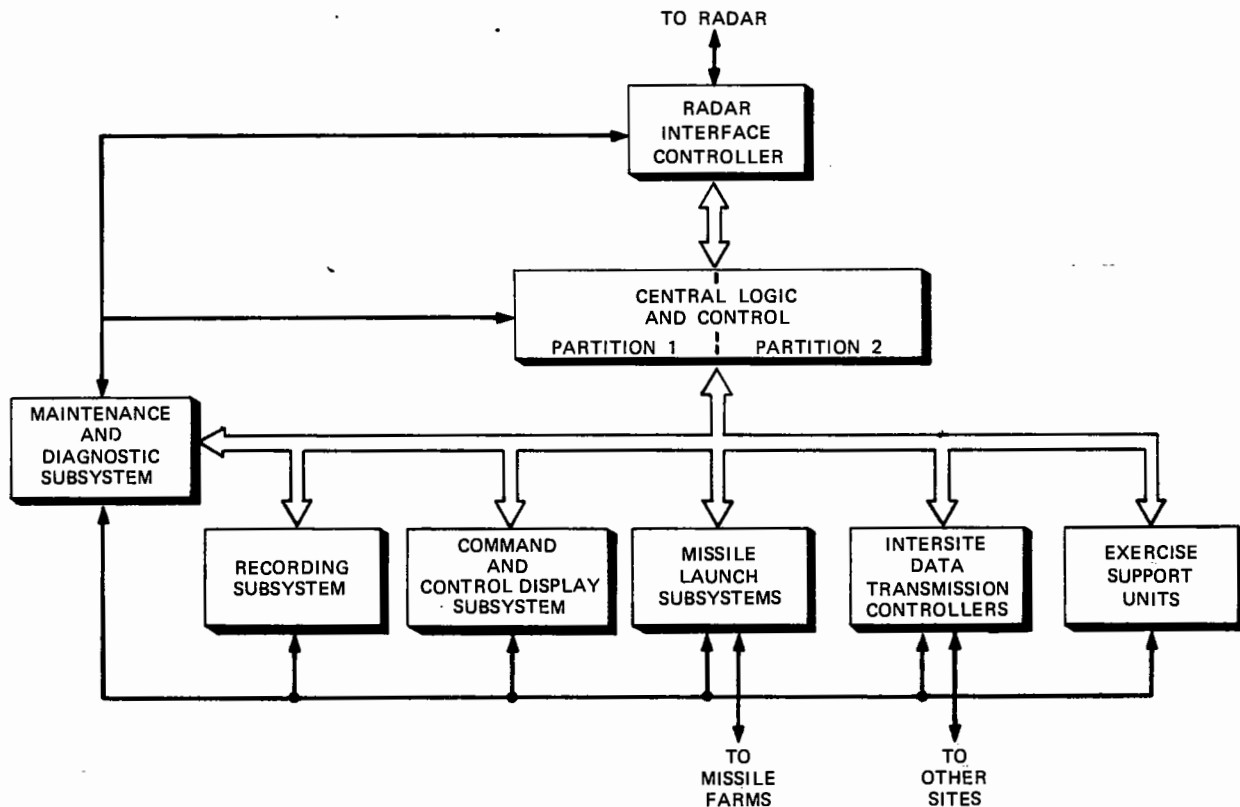 TO RADAR
RADAR
INTERFACE
CONTROLLER
CENTRAL LOGIC
AND CONTROL
PARTITION 1 PARTITION 2
MAINTENANCE
AND
DIAGNOSTIC
SUBSYSTEM
RECORDING
SUBSYSTEM
COMMAND
AND
CONTROL DISPLAY
SUBSYSTEM
MISSILE
LAUNCH
SUBSYSTEMS
INTERSITE
DATA
TRANSMISSION
CONTROLLERS
EXERCISE
SUPPORT
UNITS
TO
MISSILE
FARMS
TO
OTHER
SITES